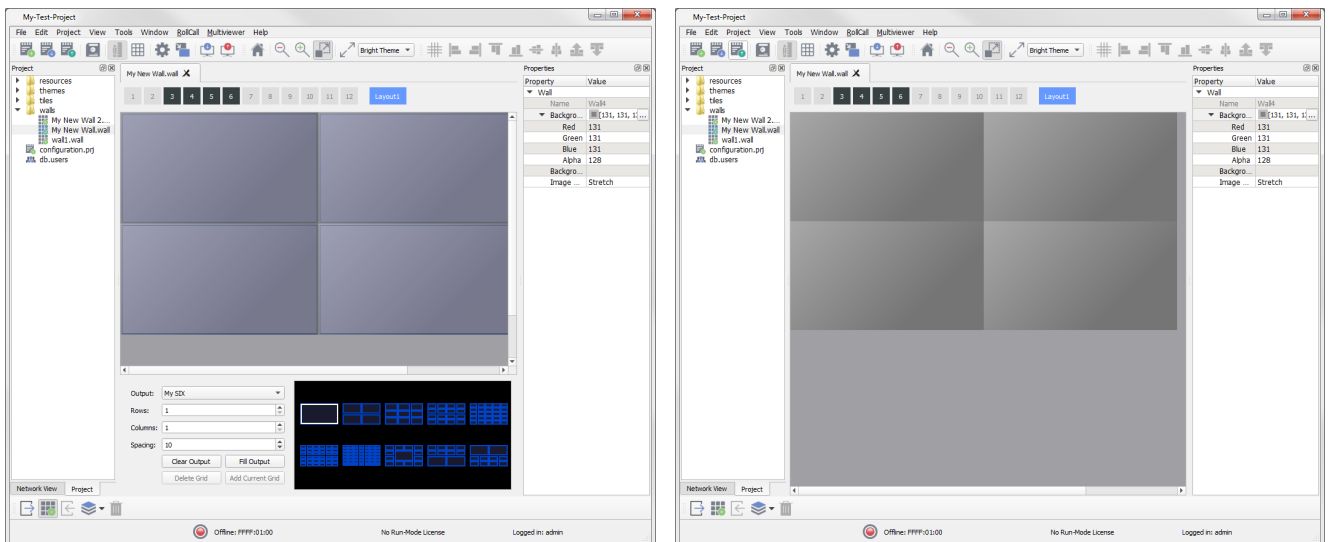 My-Test-Project
File Edit Project View Tools Window RollCall Multiviewer Help
Bright Theme
Project
resources
themes
tiles
walls
My New Wall 2....
My New Wall.wall
wall1.wall
configuration.prj
db.users
Network View Project
My New Wall.wall
1 2 3 4 5 6 7 8 9 10 11 12 Layout1
Output: My SIX
Rows: 1
Columns: 1
Spacing: 10
Clear Output Fill Output
Delete Grid Add Current Grid
Properties
Property Value
Wall
Name Wall4
Backgro... [131, 131, 1... ...
Red 131
Green 131
Blue 131
Alpha 128
Backgro...
Image ... Stretch
Offline: FFFF:01:00 No Run-Mode License Logged in: admin
My-Test-Project
File Edit Project View Tools Window RollCall Multiviewer Help
Bright Theme
Project
resources
themes
tiles
walls
My New Wall 2....
My New Wall.wall
wall1.wall
configuration.prj
db.users
Network View Project
My New Wall.wall
1 2 3 4 5 6 7 8 9 10 11 12 Layout1
Properties
Property Value
Wall
Name Wall4
Backgro... [131, 131, 1... ...
Red 131
Green 131
Blue 131
Alpha 128
Backgro...
Image ... Stretch
Offline: FFFF:01:00 No Run-Mode License Logged in: admin